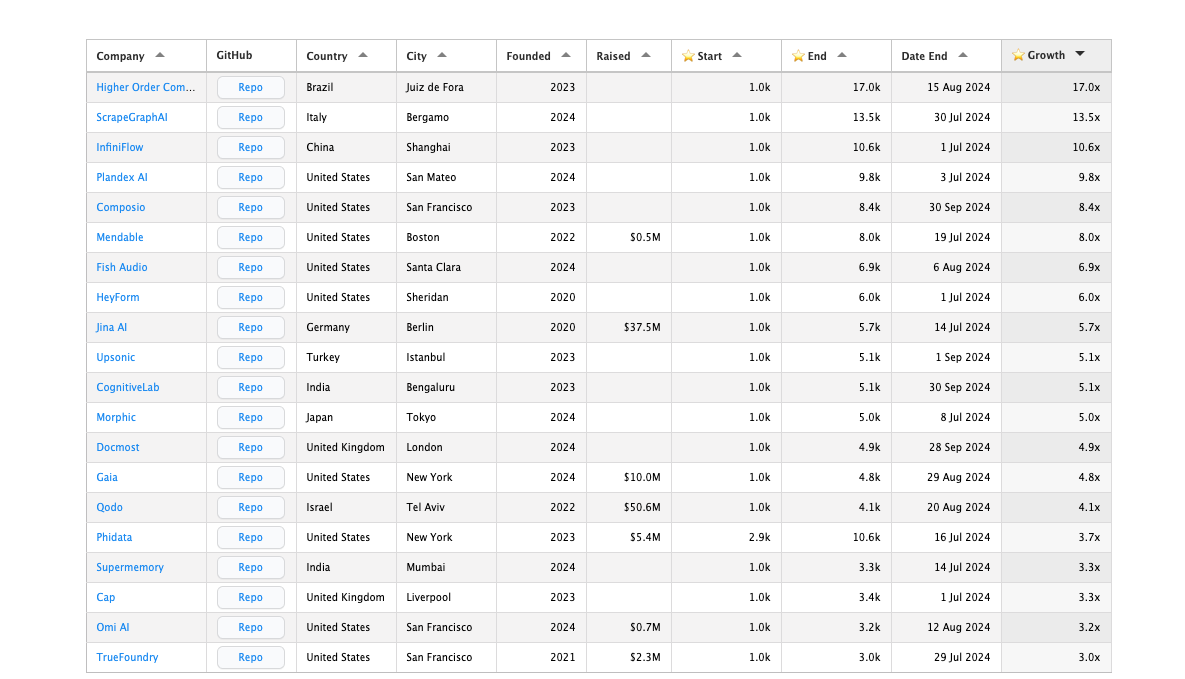 Company GitHub Country City Founded Raised ⭐ Start ⭐ End Date End ⭐ Growth
Higher Order Com... Repo Brazil Juiz de Fora 2023 1.0k 17.0k 15 Aug 2024 17.0x
ScrapeGraphAI Repo Italy Bergamo 2024 1.0k 13.5k 30 Jul 2024 13.5x
InfiniFlow Repo China Shanghai 2023 1.0k 10.6k 1 Jul 2024 10.6x
Plandex AI Repo United States San Mateo 2024 1.0k 9.8k 3 Jul 2024 9.8x
Composio Repo United States San Francisco 2023 1.0k 8.4k 30 Sep 2024 8.4x
Mendable Repo United States Boston 2022 $0.5M 1.0k 8.0k 19 Jul 2024 8.0x
Fish Audio Repo United States Santa Clara 2024 1.0k 6.9k 6 Aug 2024 6.9x
HeyForm Repo United States Sheridan 2020 1.0k 6.0k 1 Jul 2024 6.0x
Jina AI Repo Germany Berlin 2020 $37.5M 1.0k 5.7k 14 Jul 2024 5.7x
Upsonic Repo Turkey Istanbul 2023 1.0k 5.1k 1 Sep 2024 5.1x
CognitiveLab Repo India Bengaluru 2023 1.0k 5.1k 30 Sep 2024 5.1x
Morphic Repo Japan Tokyo 2024 1.0k 5.0k 8 Jul 2024 5.0x
Docmost Repo United Kingdom London 2024 1.0k 4.9k 28 Sep 2024 4.9x
Gaia Repo United States New York 2024 $10.0M 1.0k 4.8k 29 Aug 2024 4.8x
Qodo Repo Israel Tel Aviv 2022 $50.6M 1.0k 4.1k 20 Aug 2024 4.1x
Phidata Repo United States New York 2023 $5.4M 2.9k 10.6k 16 Jul 2024 3.7x
Supermemory Repo India Mumbai 2024 1.0k 3.3k 14 Jul 2024 3.3x
Cap Repo United Kingdom Liverpool 2023 1.0k 3.4k 1 Jul 2024 3.3x
Omi AI Repo United States San Francisco 2024 $0.7M 1.0k 3.2k 12 Aug 2024 3.2x
TrueFoundry Repo United States San Francisco 2021 $2.3M 1.0k 3.0k 29 Jul 2024 3.0x